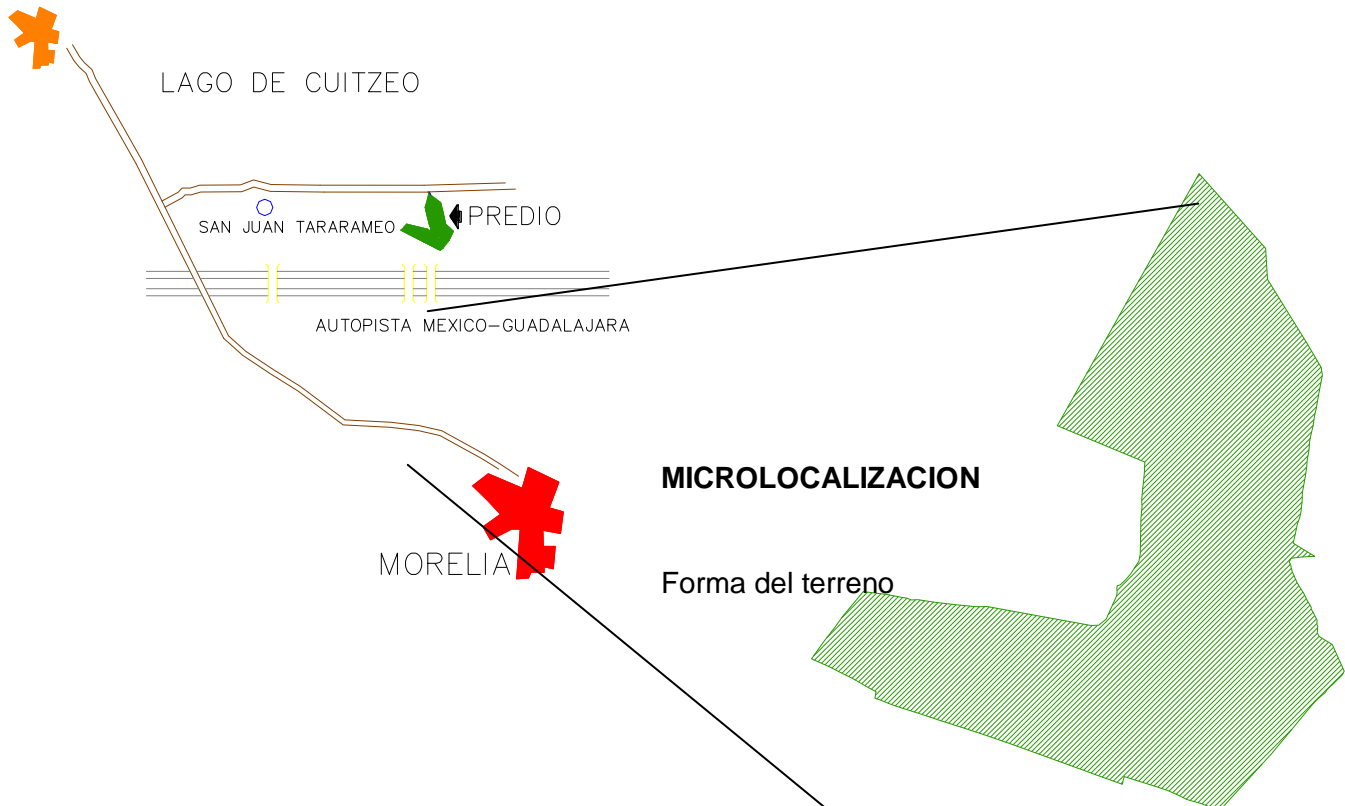 LAGO DE CUITZEO
PREDIO
SAN JUAN TARARAMEO
AUTOPISTA MEXICO-GUADALAJARA
MICROLOCALIZACION
MORELIA
Forma del terreno